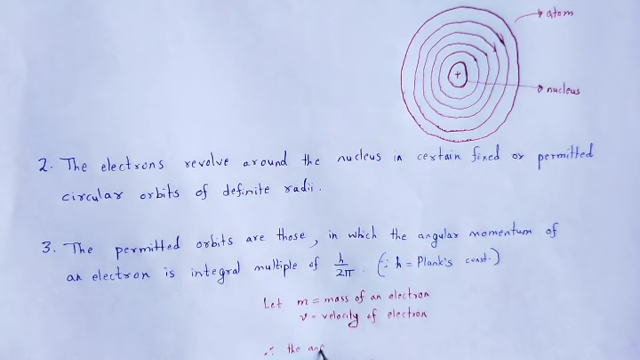 atom
+
nucleus
2. The electrons revolve around the nucleus in certain fixed or permitted
circular orbits of definite radii.
3. The permitted orbits are those, in which the angular momentum of
an electron is integral multiple of h/2π. (∵ h = Plank's const.)
Let m = mass of an electron
v = velocity of electron
∴ the ang